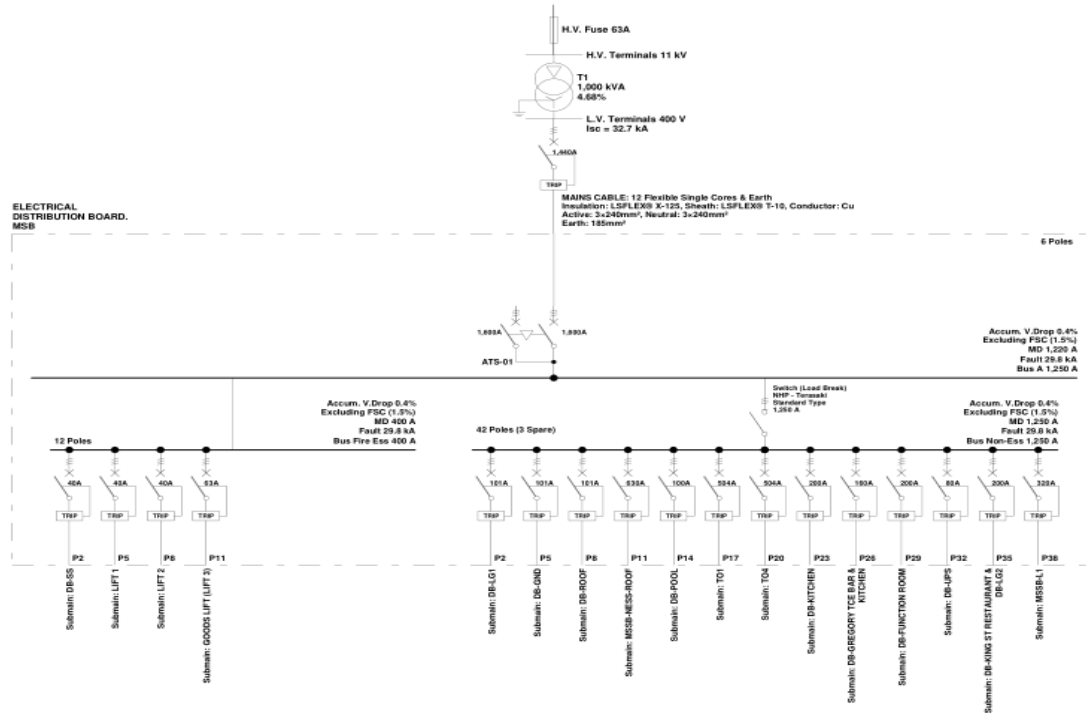 H.V. Fuse 63A
H.V. Terminals 11 kV
T1
1,000 kVA
4.68%
L.V. Terminals 400 V
Isc = 32.7 kA
1,440A
TRIP
MAINS CABLE: 12 Flexible Single Cores & Earth
Insulation: LSFLEX® X-125, Sheath: LSFLEX® T-10, Conductor: Cu
Active: 3×240mm², Neutral: 3×240mm²
Earth: 185mm²
ELECTRICAL
DISTRIBUTION BOARD.
MSB
6 Poles
1,600A
1,600A
ATS-01
Accum. V.Drop 0.4%
Excluding FSC (1.5%)
MD 1,220 A
Fault 29.8 kA
Bus A 1,250 A
Accum. V.Drop 0.4%
Excluding FSC (1.5%)
MD 400 A
Fault 29.8 kA
Bus Fire Ess 400 A
12 Poles
Switch (Load Break)
NHP - Terasaki
Standard Type
1,250 A
Accum. V.Drop 0.4%
Excluding FSC (1.5%)
MD 1,250 A
Fault 29.8 kA
Bus Non-Ess 1,250 A
42 Poles (3 Spare)
40A 40A 40A 63A
TRIP TRIP TRIP TRIP
P2 P5 P8 P11
Submain: DB-SS
Submain: LIFT 1
Submain: LIFT 2
Submain: GOODS LIFT (LIFT 3)
101A 101A 101A 630A 100A 504A 504A 200A 160A 200A 80A 200A 320A
TRIP TRIP TRIP TRIP TRIP TRIP TRIP TRIP TRIP TRIP TRIP TRIP TRIP
P2 P5 P8 P11 P14 P17 P20 P23 P26 P29 P32 P35 P38
Submain: DB-LG1
Submain: DB-GND
Submain: DB-ROOF
Submain: MSSB-NESS-ROOF
Submain: DB-POOL
Submain: TO1
Submain: TO4
Submain: DB-KITCHEN
Submain: DB-GREGORY TCE BAR &
KITCHEN
Submain: DB-FUNCTION ROOM
Submain: DB-UPS
Submain: DB-KING ST RESTAURANT &
DB-LG2
Submain: MSSB-L1